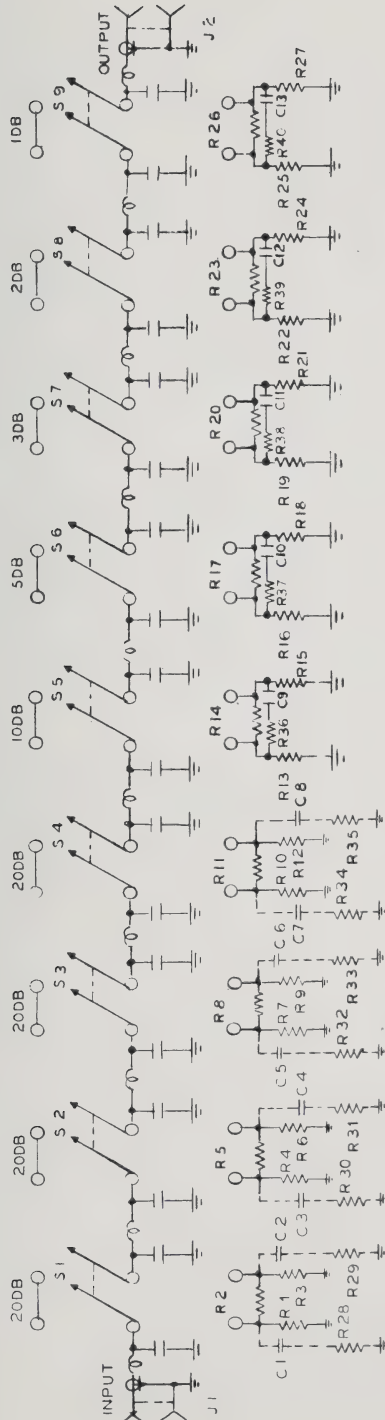 20DB 20DB 20DB 20DB 10DB 5DB 3DB 2DB 1DB
INPUT S1 S2 S3 S4 S5 S6 S7 S8 S9 OUTPUT
J1 J2
R2 R5 R8 R11 R14 R17 R20 R23 R26
C1 R1 C2 R4 C5 R7 C6 R10
R3 C3 R6 C4 R9 C7 R12 C8
R28 R29 R30 R31 R32 R33 R34 R35
R13 R36 C9 R15
R16 R37 C10 R18
R19 R38 C11 R21
R22 R39 C12 R24
R25 R40 C13 R27